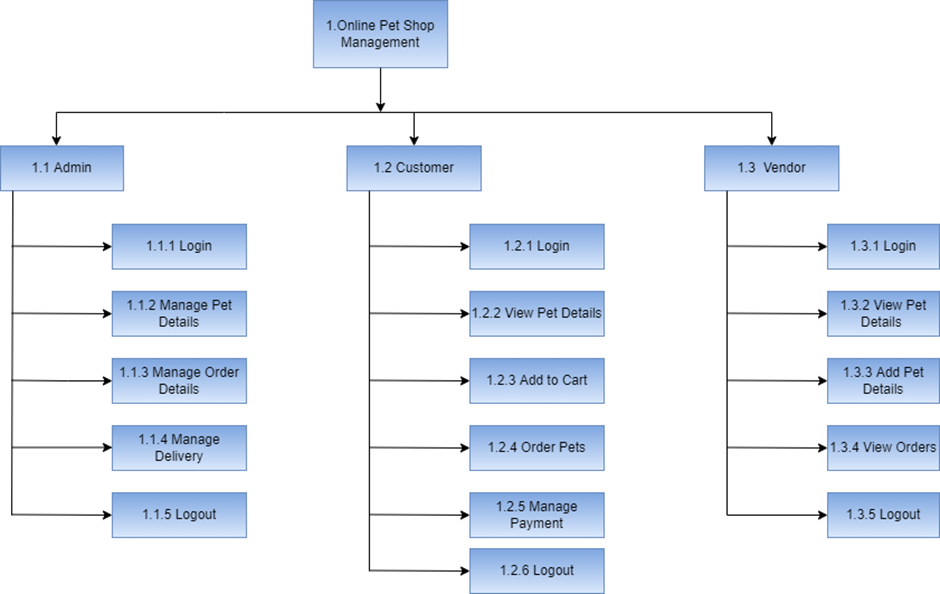 1.Online Pet Shop
Management
1.1 Admin
1.2 Customer
1.3 Vendor
1.1.1 Login
1.1.2 Manage Pet
Details
1.1.3 Manage Order
Details
1.1.4 Manage
Delivery
1.1.5 Logout
1.2.1 Login
1.2.2 View Pet Details
1.2.3 Add to Cart
1.2.4 Order Pets
1.2.5 Manage
Payment
1.2.6 Logout
1.3.1 Login
1.3.2 View Pet
Details
1.3.3 Add Pet
Details
1.3.4 View Orders
1.3.5 Logout